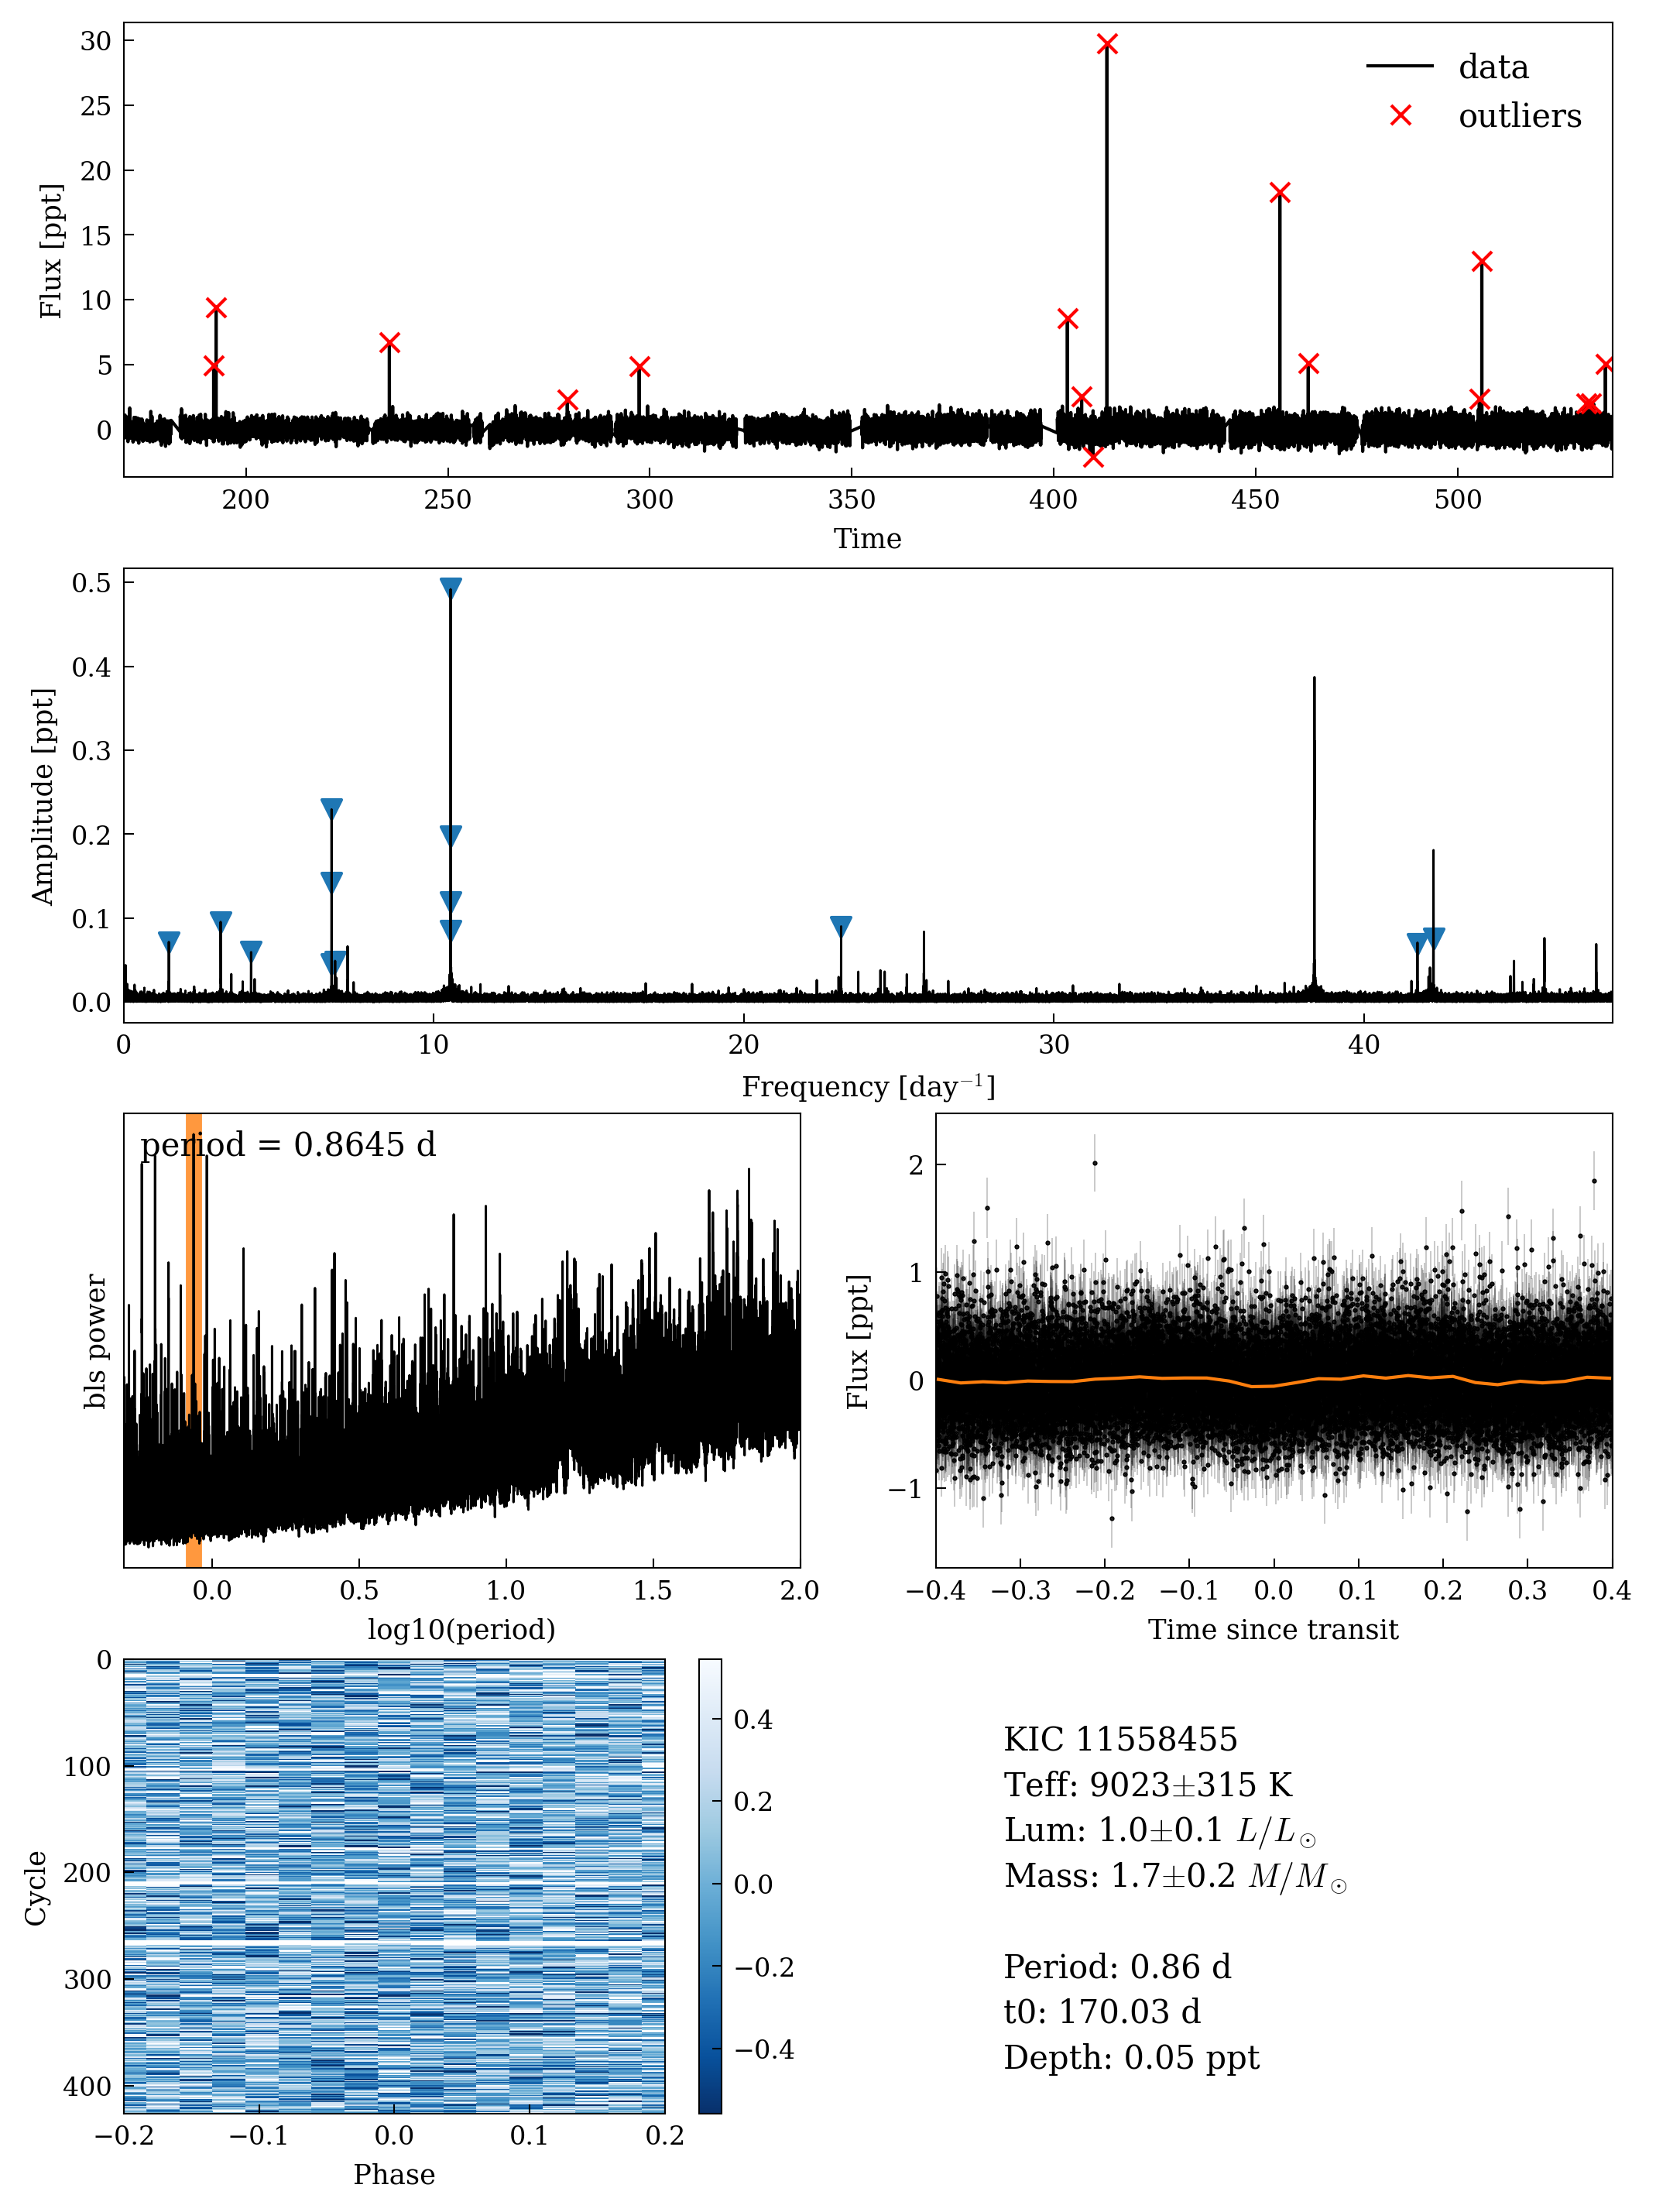 30
25
20
15
10
5
0
Flux [ppt]
data
outliers
200 250 300 350 400 450 500
Time
0.5
0.4
0.3
0.2
0.1
0.0
Amplitude [ppt]
0 10 20 30 40
Frequency [day⁻¹]
period = 0.8645 d
bls power
0.0 0.5 1.0 1.5 2.0
log10(period)
2
1
0
−1
Flux [ppt]
−0.4 −0.3 −0.2 −0.1 0.0 0.1 0.2 0.3 0.4
Time since transit
0
100
200
300
400
Cycle
−0.2 −0.1 0.0 0.1 0.2
Phase
0.4
0.2
0.0
−0.2
−0.4
KIC 11558455
Teff: 9023±315 K
Lum: 1.0±0.1 L/L⊙
Mass: 1.7±0.2 M/M⊙
Period: 0.86 d
t0: 170.03 d
Depth: 0.05 ppt